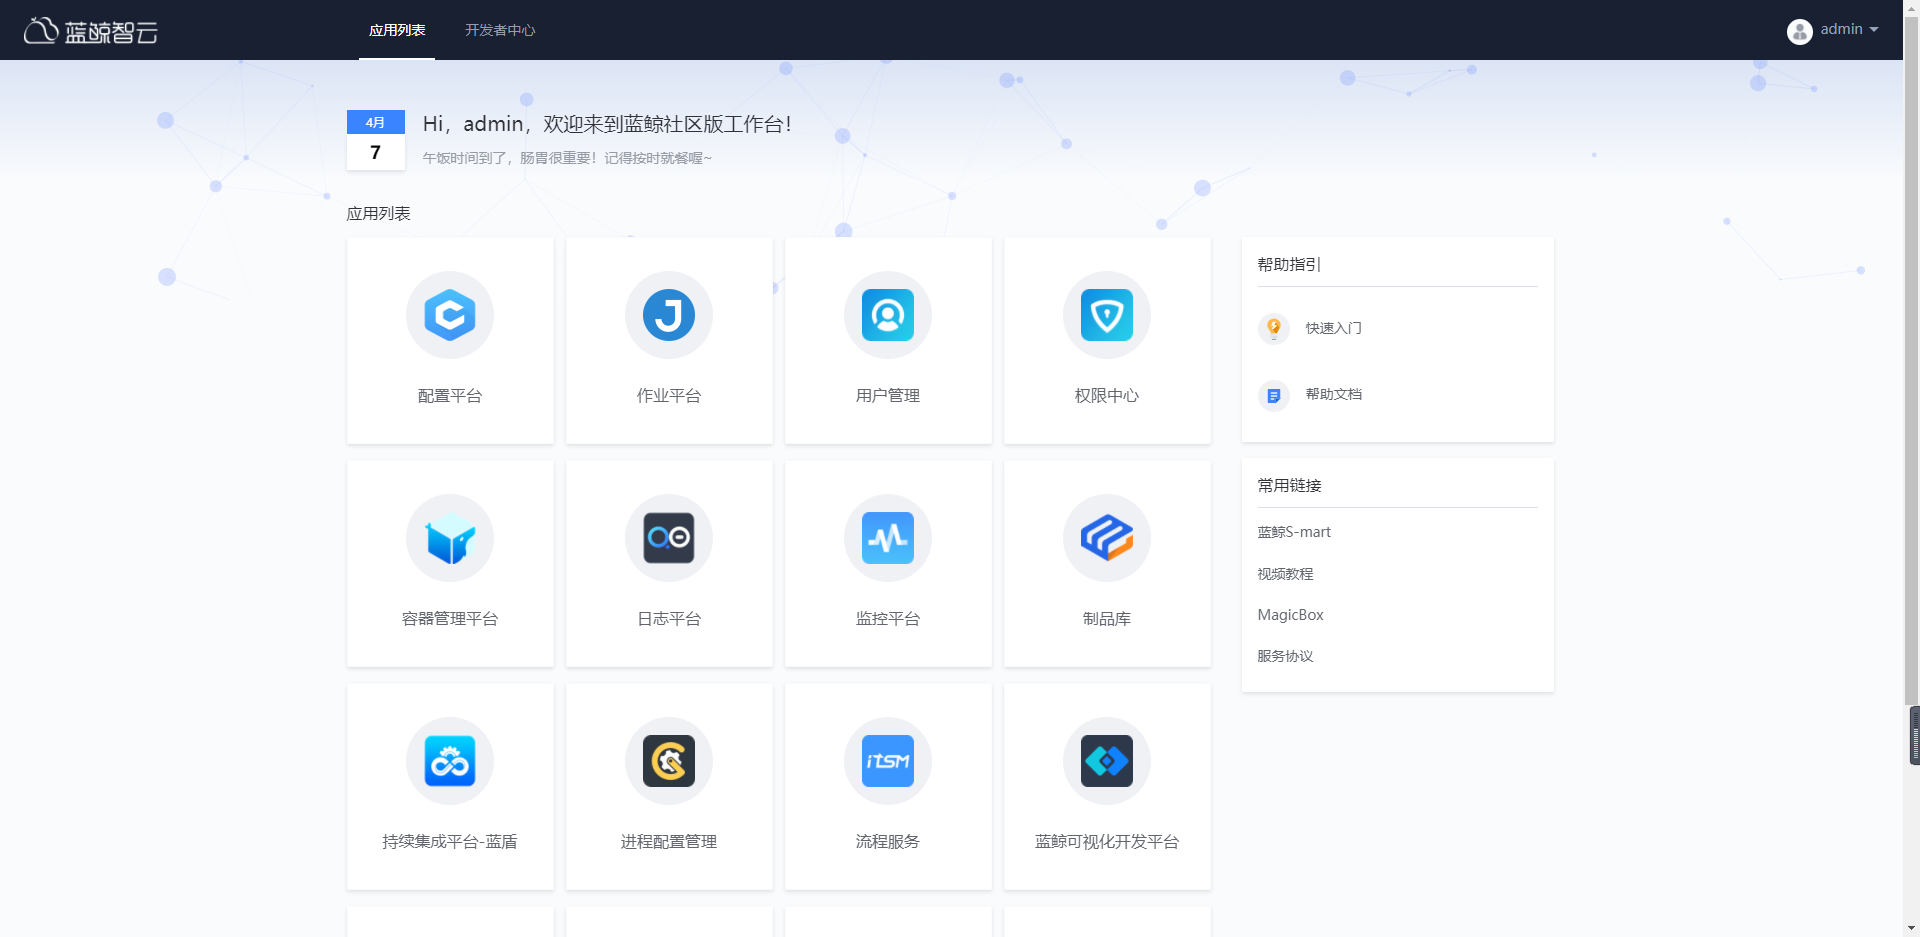 蓝鲸智云
应用列表
开发者中心
admin
4月
7
Hi，admin，欢迎来到蓝鲸社区版工作台！
午饭时间到了，肠胃很重要！记得按时就餐喔~
应用列表
配置平台
作业平台
用户管理
权限中心
容器管理平台
日志平台
监控平台
制品库
持续集成平台-蓝盾
进程配置管理
iTSM
流程服务
蓝鲸可视化开发平台
帮助指引
快速入门
帮助文档
常用链接
蓝鲸S-mart
视频教程
MagicBox
服务协议